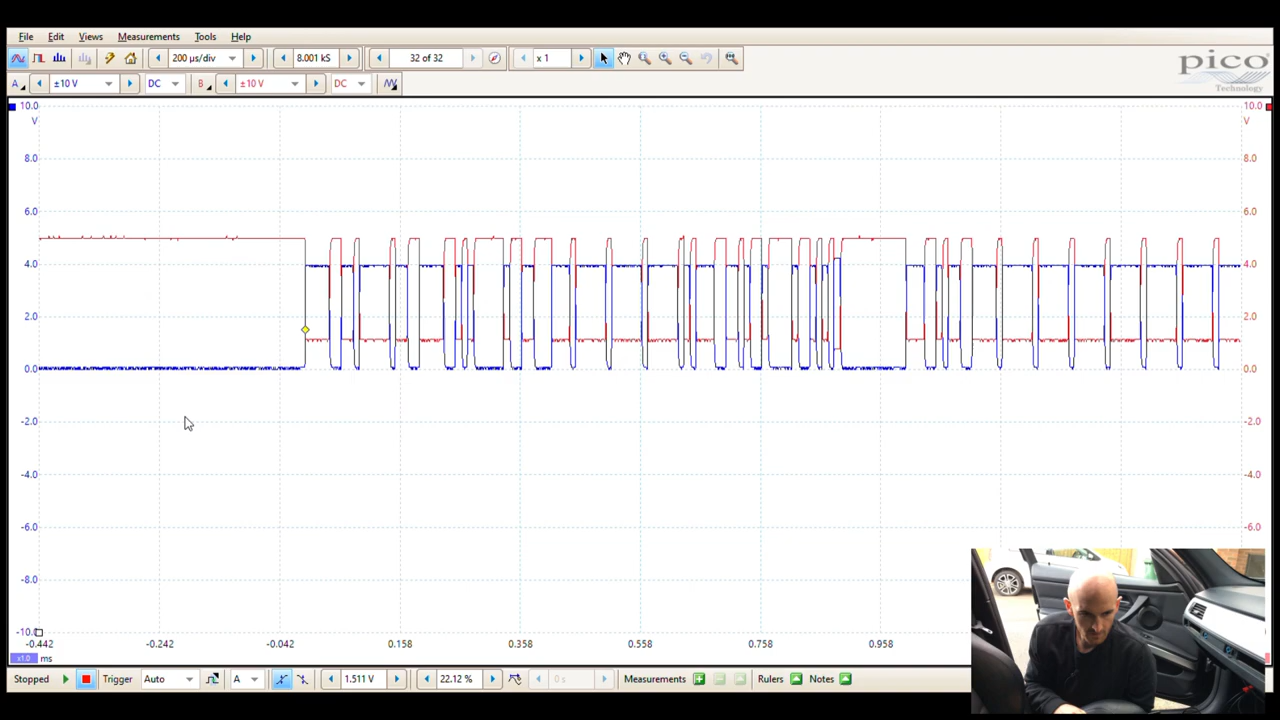 File Edit Views Measurements Tools Help
200 µs/div 8.001 kS 32 of 32 x 1
pico
Technology
A ±10 V DC B ±10 V DC
10.0 10.0
V V
8.0 8.0
6.0 6.0
4.0 4.0
2.0 2.0
0.0 0.0
-2.0 -2.0
-4.0 -4.0
-6.0 -6.0
-8.0
-10.0
-0.442 -0.242 -0.042 0.158 0.358 0.558 0.758 0.958
x1.0 ms
Stopped Trigger Auto A 1.511 V 22.12 % 0 s Measurements Rulers Notes